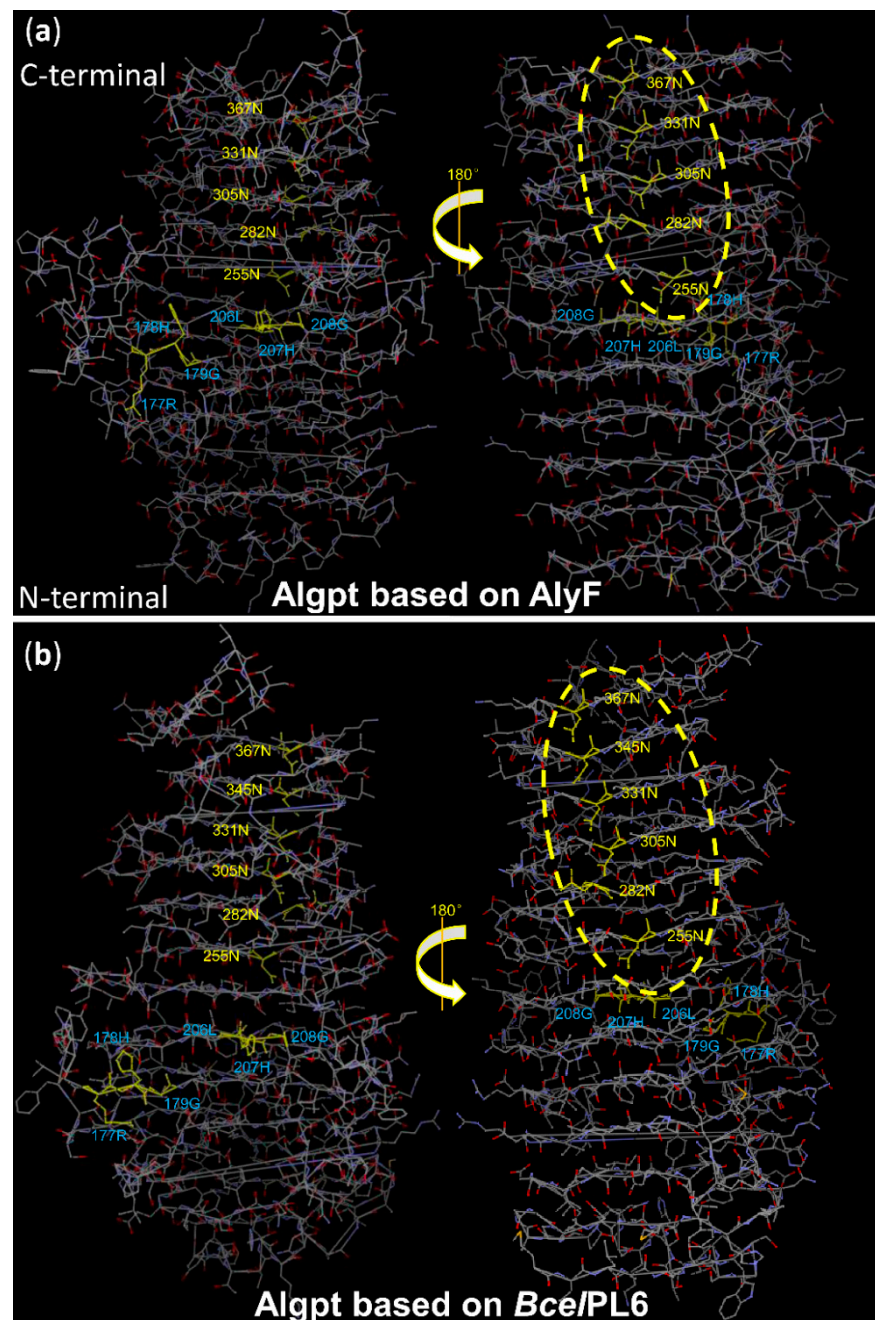 (a)
C-terminal
367N
331N
305N
282N
255N
178H
206L
208G
207H
179G
177R
180°
367N
331N
305N
282N
255N
178H
208G
207H
206L
179G
177R
N-terminal
Algpt based on AlyF
(b)
367N
345N
331N
305N
282N
255N
178H
206L
208G
207H
179G
177R
180°
367N
345N
331N
305N
282N
255N
178H
208G
207H
206L
179G
177R
Algpt based on BcelPL6